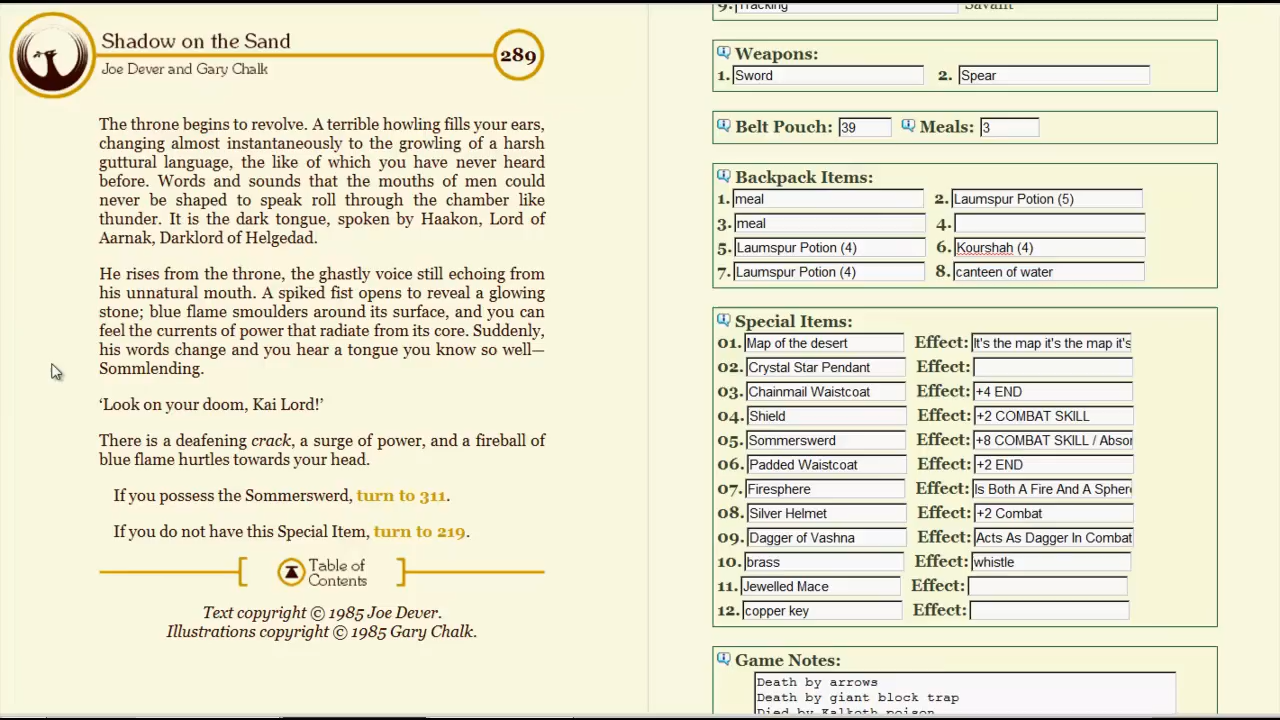 Shadow on the Sand
Joe Dever and Gary Chalk
289
The throne begins to revolve. A terrible howling fills your ears,
changing almost instantaneously to the growling of a harsh
guttural language, the like of which you have never heard
before. Words and sounds that the mouths of men could
never be shaped to speak roll through the chamber like
thunder. It is the dark tongue, spoken by Haakon, Lord of
Aarnak, Darklord of Helgedad.
He rises from the throne, the ghastly voice still echoing from
his unnatural mouth. A spiked fist opens to reveal a glowing
stone; blue flame smoulders around its surface, and you can
feel the currents of power that radiate from its core. Suddenly,
his words change and you hear a tongue you know so well—
Sommlending.
‘Look on your doom, Kai Lord!’
There is a deafening crack, a surge of power, and a fireball of
blue flame hurtles towards your head.
If you possess the Sommerswerd, turn to 311.
If you do not have this Special Item, turn to 219.
Table of
Contents
Text copyright © 1985 Joe Dever.
Illustrations copyright © 1985 Gary Chalk.
9. Tracking Savant
Weapons:
1. Sword 2. Spear
Belt Pouch: 39 Meals: 3
Backpack Items:
1. meal 2. Laumspur Potion (5)
3. meal 4.
5. Laumspur Potion (4) 6. Kourshah (4)
7. Laumspur Potion (4) 8. canteen of water
Special Items:
01. Map of the desert Effect: It's the map it's the map it's
02. Crystal Star Pendant Effect:
03. Chainmail Waistcoat Effect: +4 END
04. Shield Effect: +2 COMBAT SKILL
05. Sommerswerd Effect: +8 COMBAT SKILL / Absor
06. Padded Waistcoat Effect: +2 END
07. Firesphere Effect: Is Both A Fire And A Sphere
08. Silver Helmet Effect: +2 Combat
09. Dagger of Vashna Effect: Acts As Dagger In Combat
10. brass Effect: whistle
11. Jewelled Mace Effect:
12. copper key Effect:
Game Notes:
Death by arrows
Death by giant block trap
Died by Kalkoth poison